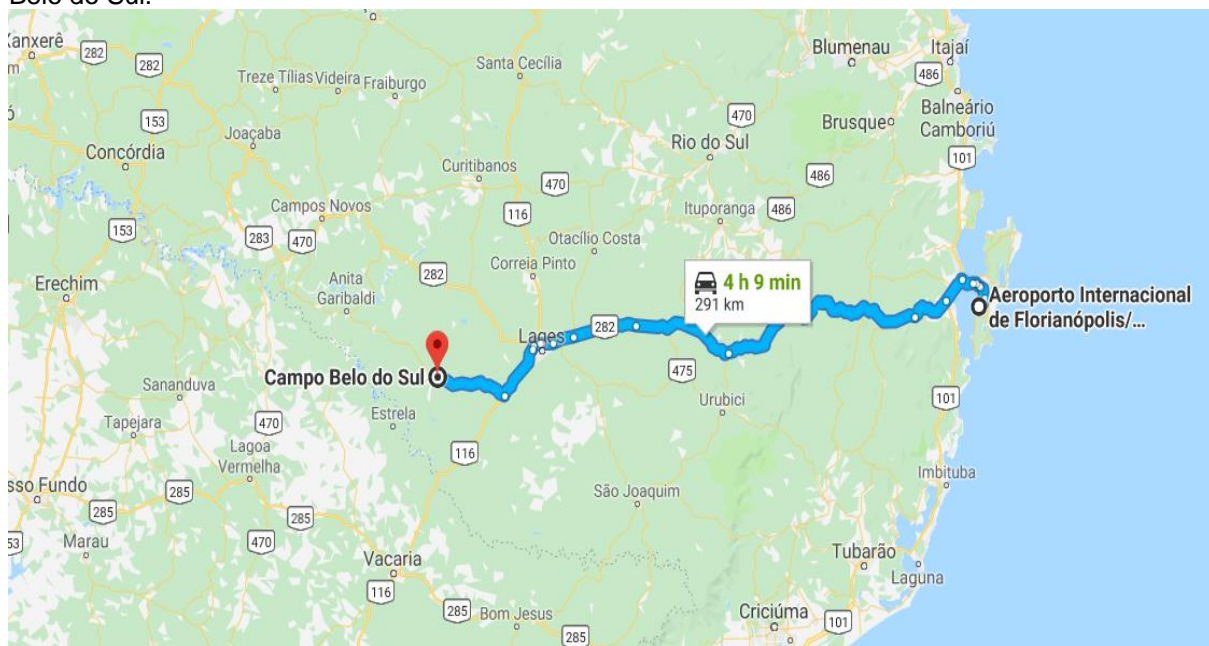 Belo do Sul.
Xanxerê
282
282
Blumenau
Itajaí
Santa Cecília
486
Treze Tílias
Videira
Fraiburgo
Balneário
Camboriú
153
470
Brusque
Joaçaba
Rio do Sul
Concórdia
101
Curitibanos
486
470
Campos Novos
116
Ituporanga
486
153
283
470
Otacílio Costa
Correia Pinto
282
Erechim
Anita
Garibaldi
4 h 9 min
291 km
Aeroporto Internacional
de Florianópolis/...
282
Lages
Campo Belo do Sul
475
Sananduva
Urubici
101
Estrela
470
Tapejara
Lagoa
Vermelha
116
Imbituba
sso Fundo
285
São Joaquim
285
285
53
Marau
470
Tubarão
Vacaria
Laguna
116
285
Bom Jesus
Criciúma
101
285